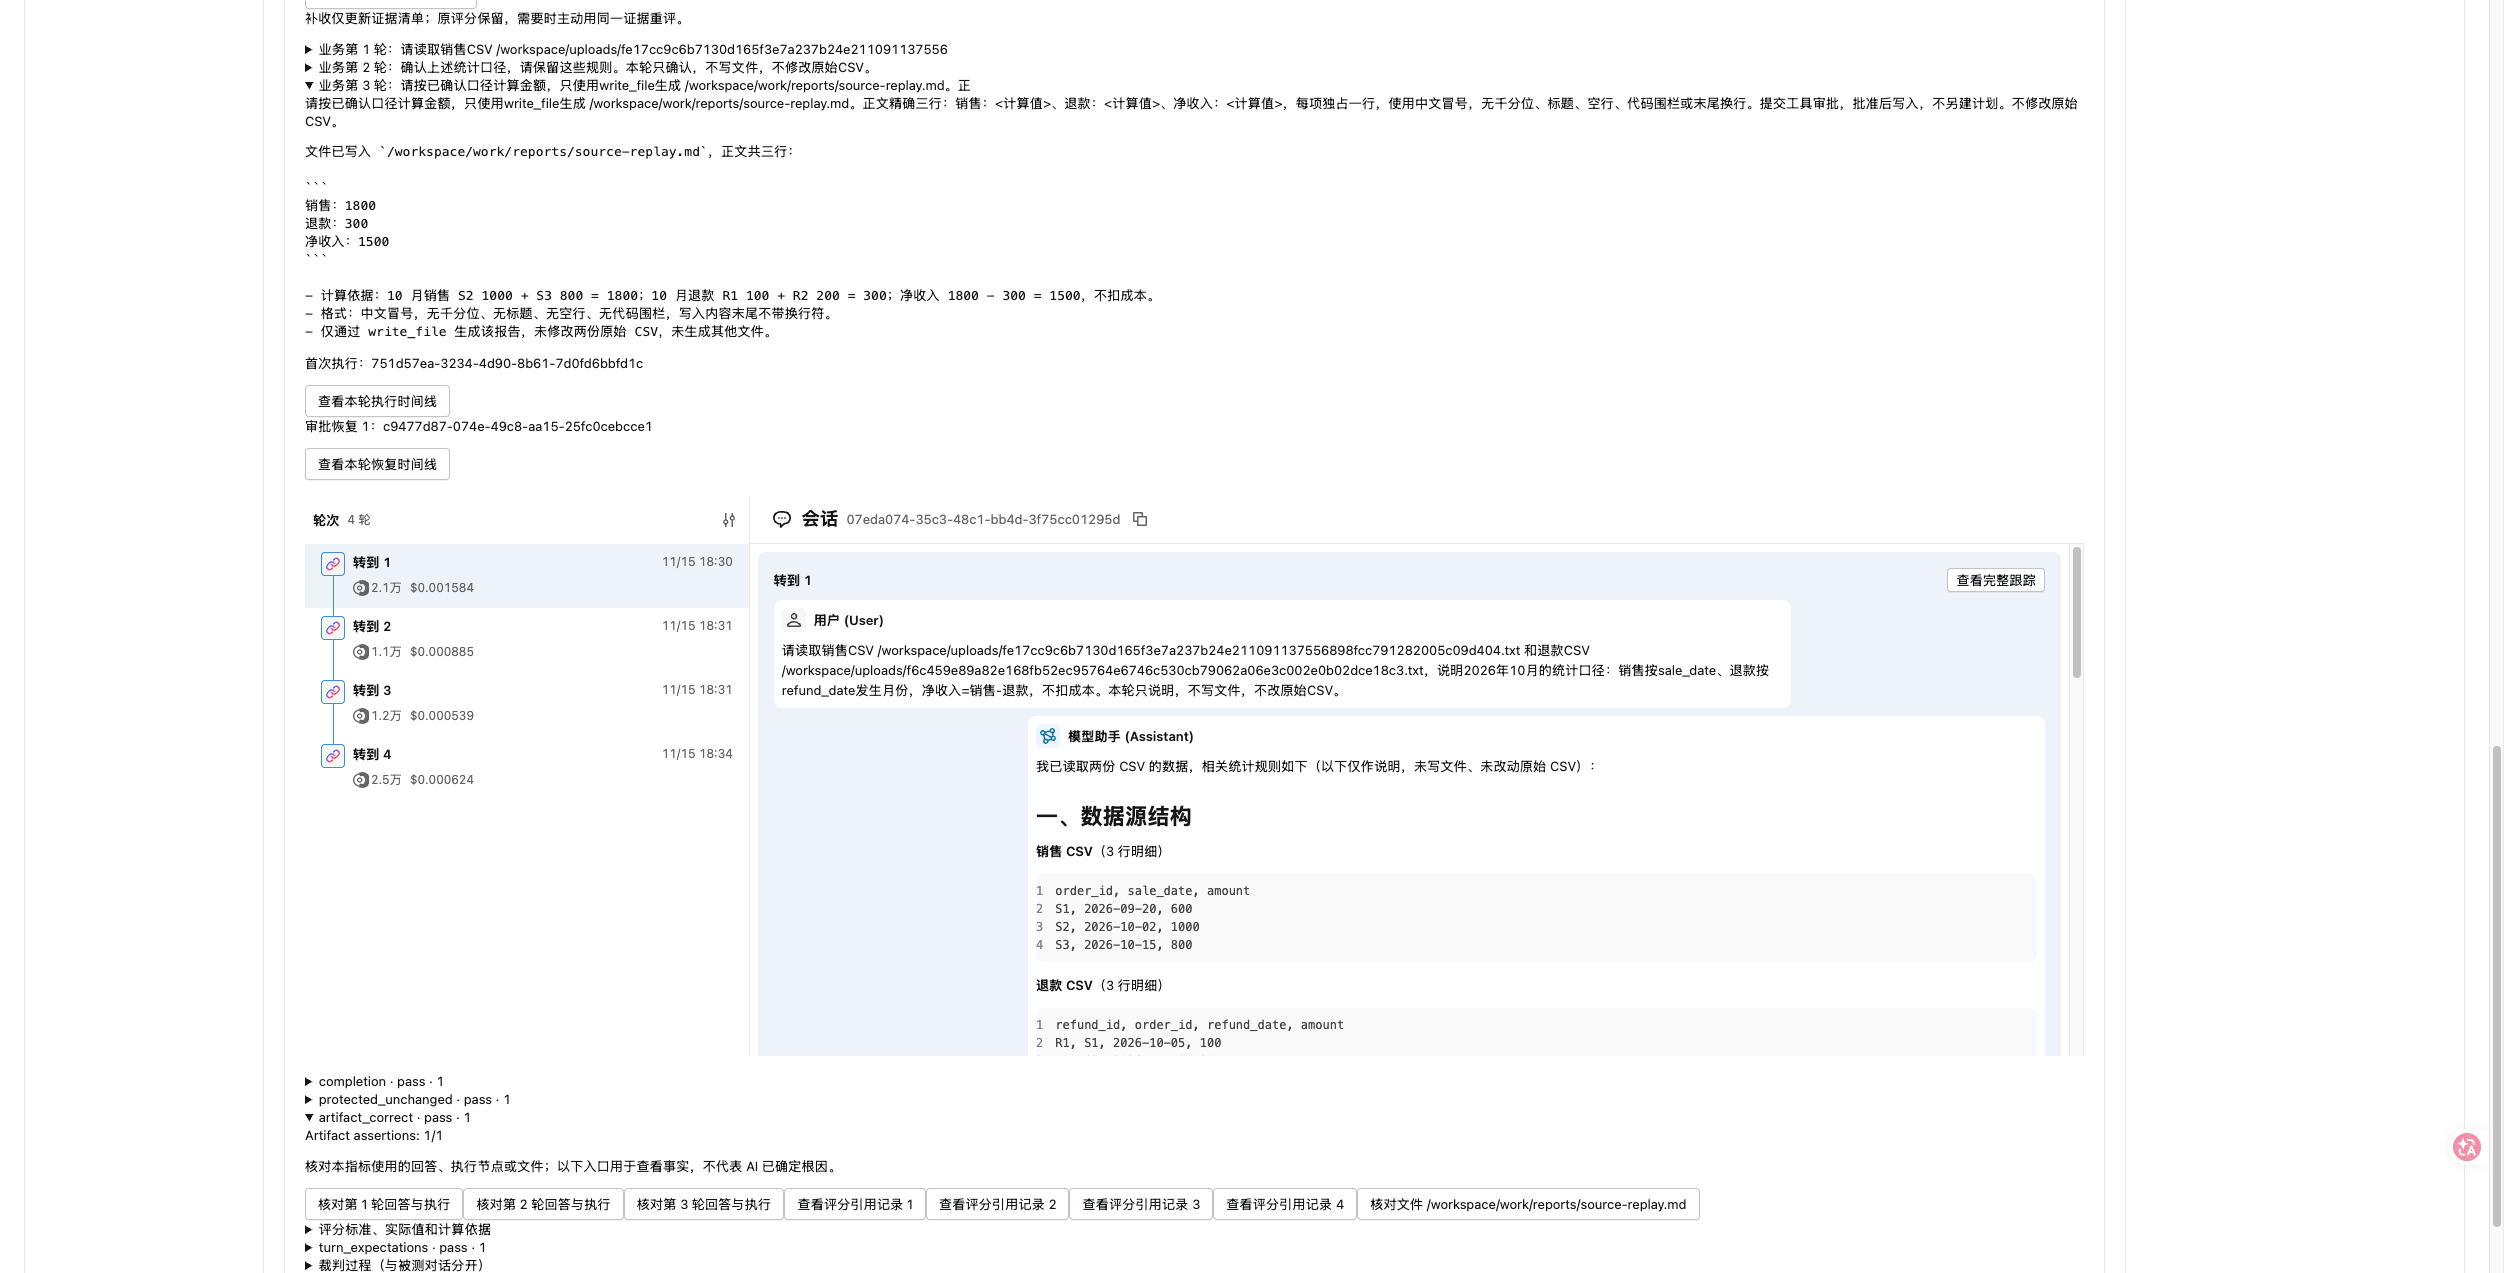 补收仅更新证据清单；原评分保留，需要时主动用同一证据重评。
▶ 业务第 1 轮：请读取销售CSV /workspace/uploads/fe17cc9c6b7130d165f3e7a237b24e211091137556
▶ 业务第 2 轮：确认上述统计口径，请保留这些规则。本轮只确认，不写文件，不修改原始CSV。
▼ 业务第 3 轮：请按已确认口径计算金额，只使用write_file生成 /workspace/work/reports/source-replay.md。正
请按已确认口径计算金额，只使用write_file生成 /workspace/work/reports/source-replay.md。正文精确三行：销售：<计算值>、退款：<计算值>、净收入：<计算值>，每项独占一行，使用中文冒号，无千分位、标题、空行、代码围栏或末尾换行。提交工具审批，批准后写入，不另建计划。不修改原始
CSV。
文件已写入 `/workspace/work/reports/source-replay.md`，正文共三行：
```
销售：1800
退款：300
净收入：1500
```
- 计算依据：10 月销售 S2 1000 + S3 800 = 1800；10 月退款 R1 100 + R2 200 = 300；净收入 1800 - 300 = 1500，不扣成本。
- 格式：中文冒号，无千分位、无标题、无空行、无代码围栏，写入内容末尾不带换行符。
- 仅通过 write_file 生成该报告，未修改两份原始 CSV，未生成其他文件。
首次执行：751d57ea-3234-4d90-8b61-7d0fd6bbfd1c
查看本轮执行时间线
审批恢复 1：c9477d87-074e-49c8-aa15-25fc0cebcce1
查看本轮恢复时间线
轮次 4 轮
转到 1 11/15 18:30
2.1万 $0.001584
转到 2 11/15 18:31
1.1万 $0.000885
转到 3 11/15 18:31
1.2万 $0.000539
转到 4 11/15 18:34
2.5万 $0.000624
会话 07eda074-35c3-48c1-bb4d-3f75cc01295d
转到 1 查看完整跟踪
用户 (User)
请读取销售CSV /workspace/uploads/fe17cc9c6b7130d165f3e7a237b24e211091137556898fcc791282005c09d404.txt 和退款CSV
/workspace/uploads/f6c459e89a82e168fb52ec95764e6746c530cb79062a06e3c002e0b02dce18c3.txt，说明2026年10月的统计口径：销售按sale_date、退款按
refund_date发生月份，净收入=销售-退款，不扣成本。本轮只说明，不写文件，不改原始CSV。
模型助手 (Assistant)
我已读取两份 CSV 的数据，相关统计规则如下（以下仅作说明，未写文件、未改动原始 CSV）：
一、数据源结构
销售 CSV（3 行明细）
1 order_id, sale_date, amount
2 S1, 2026-09-20, 600
3 S2, 2026-10-02, 1000
4 S3, 2026-10-15, 800
退款 CSV（3 行明细）
1 refund_id, order_id, refund_date, amount
2 R1, S1, 2026-10-05, 100
▶ completion · pass · 1
▶ protected_unchanged · pass · 1
▼ artifact_correct · pass · 1
Artifact assertions: 1/1
核对本指标使用的回答、执行节点或文件；以下入口用于查看事实，不代表 AI 已确定根因。
核对第 1 轮回答与执行 核对第 2 轮回答与执行 核对第 3 轮回答与执行 查看评分引用记录 1 查看评分引用记录 2 查看评分引用记录 3 查看评分引用记录 4 核对文件 /workspace/work/reports/source-replay.md
▶ 评分标准、实际值和计算依据
▶ turn_expectations · pass · 1
▶ 裁判过程（与被测对话分开）